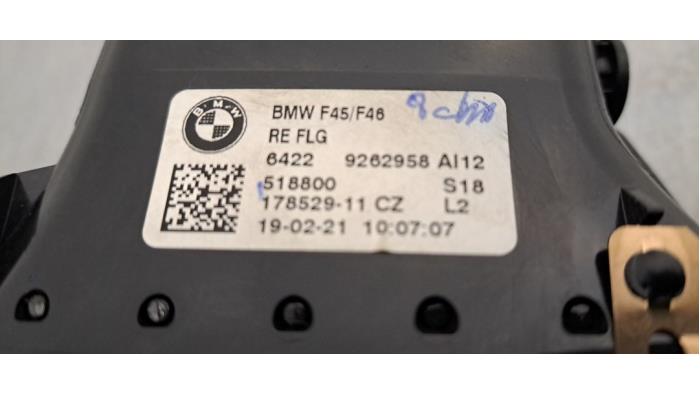 BMW
BMW F45/F46
RE FLG
6422 9262958 AI12
518800 S18
178529-11 CZ L2
19-02-21 10:07:07